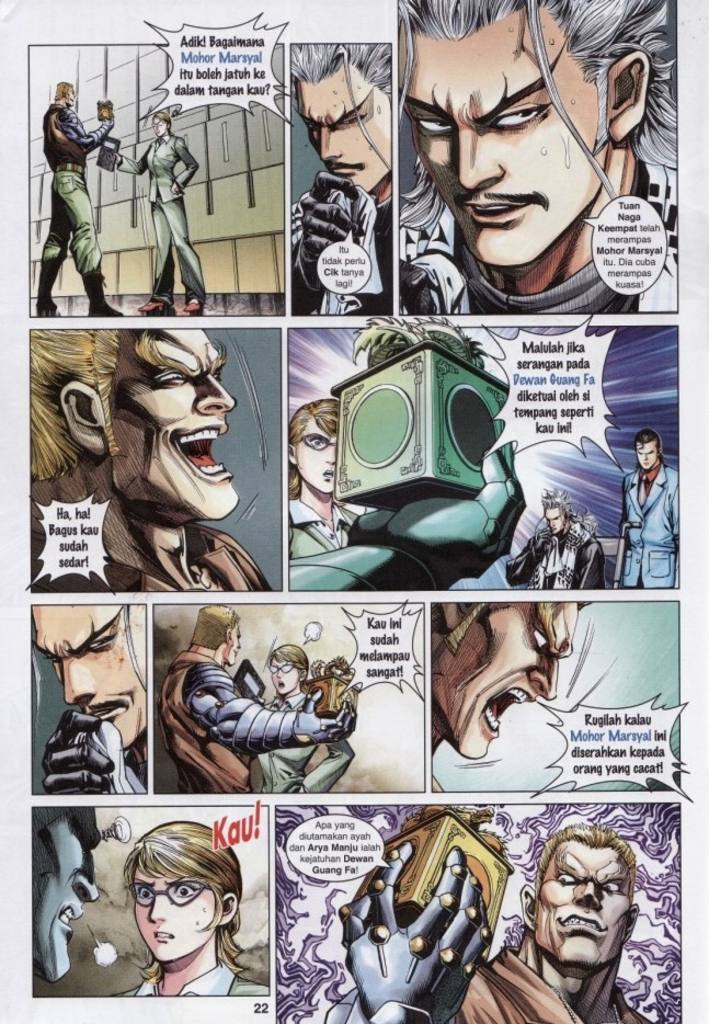 Adik! Bagaimana
Mohor Marsyal
itu boleh jatuh ke
dalam tangan kau?
Itu
tidak perlu
Cik tanya
lagi!
Tuan
Naga
Keempat telah
merampas
Mohor Marsyal
itu. Dia cuba
merampas
kuasa!
Ha, ha!
Bagus kau
sudah
sedar!
Malulah jika
serangan pada
Dewan Guang Fa
diketuai oleh si
tempang seperti
kau ini!
Kau ini
sudah
melampau
sangat!
Rugilah kalau
Mohor Marsyal ini
diserahkan kepada
orang yang cacat!
Kau!
Apa yang
diutamakan ayah
dan Arya Manju ialah
kejatuhan Dewan
Guang Fa!
22